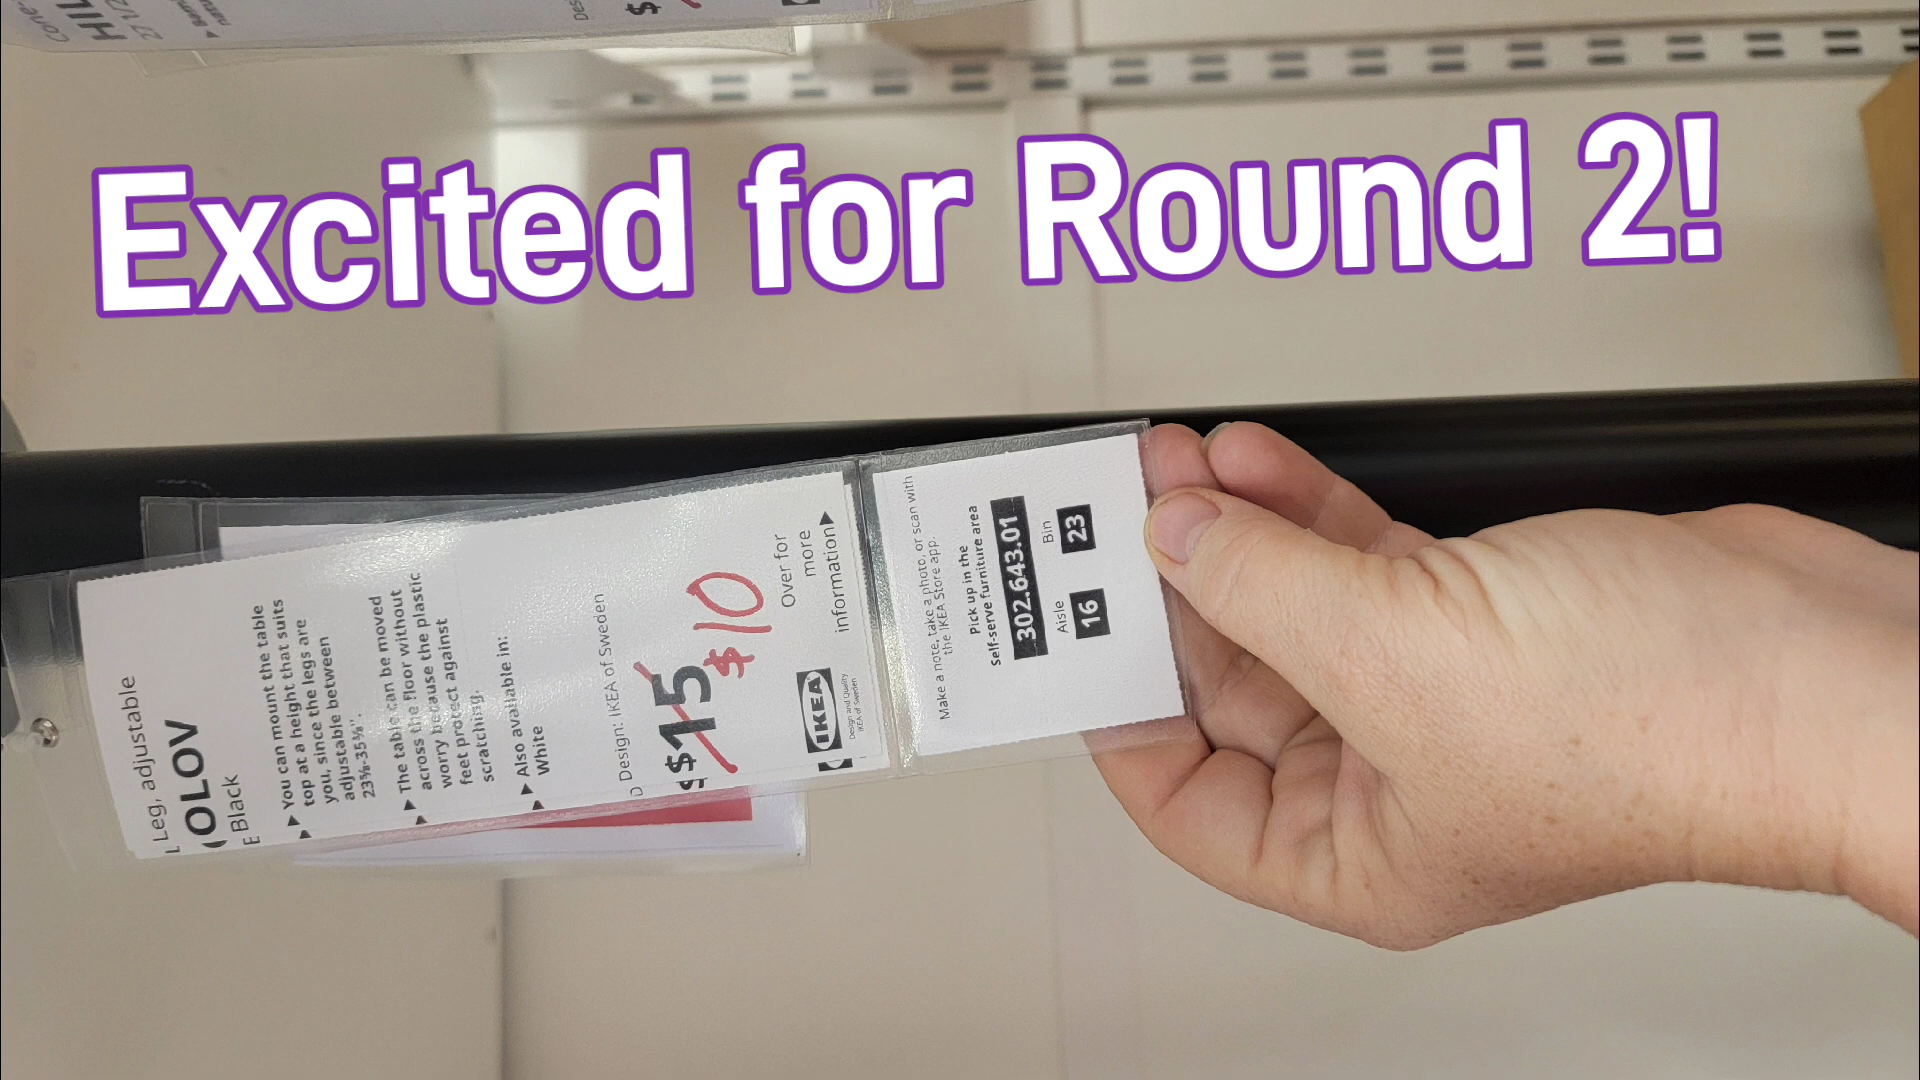 Excited for Round 2!
HIL
27 1/2
$
Leg, adjustable
OLOV
Black
You can mount the table
top at a height that suits
you, since the legs are
adjustable between
23⅝-35⅜".
The table can be moved
across the floor without
worry because the plastic
feet protect against
scratching.
Also available in:
White
Design: IKEA of Sweden
$15
$10
IKEA
Design and Quality
IKEA of Sweden
Over for
more
information
Make a note, take a photo, or scan with
the IKEA Store app.
Pick up in the
Self-serve furniture area
302.643.01
Aisle Bin
16 23